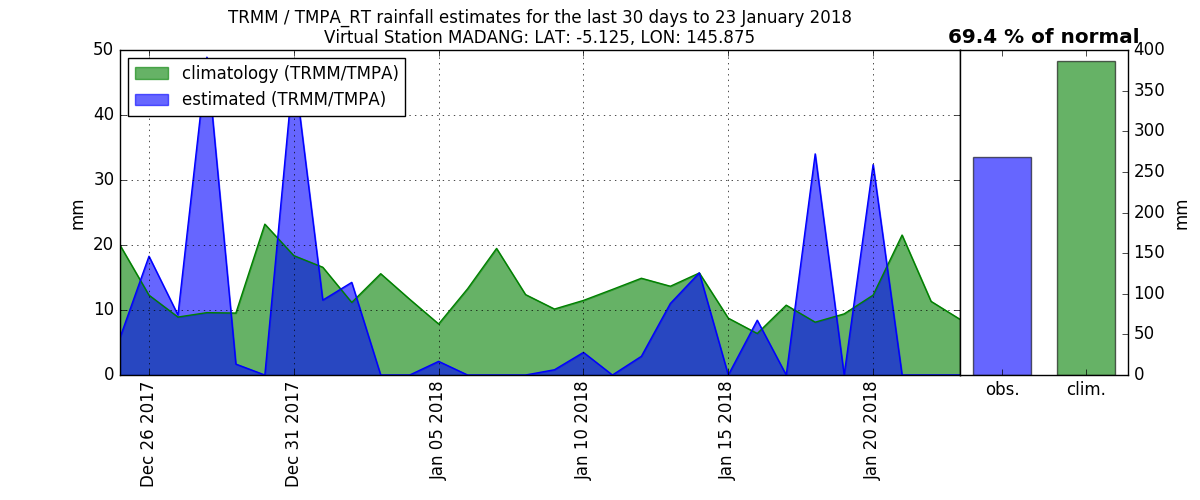 TRMM / TMPA_RT rainfall estimates for the last 30 days to 23 January 2018
Virtual Station MADANG: LAT: -5.125, LON: 145.875
69.4 % of normal
climatology (TRMM/TMPA)
estimated (TRMM/TMPA)
50
40
30
20
10
0
mm
Dec 26 2017
Dec 31 2017
Jan 05 2018
Jan 10 2018
Jan 15 2018
Jan 20 2018
400
350
300
250
200
150
100
50
0
mm
obs.
clim.